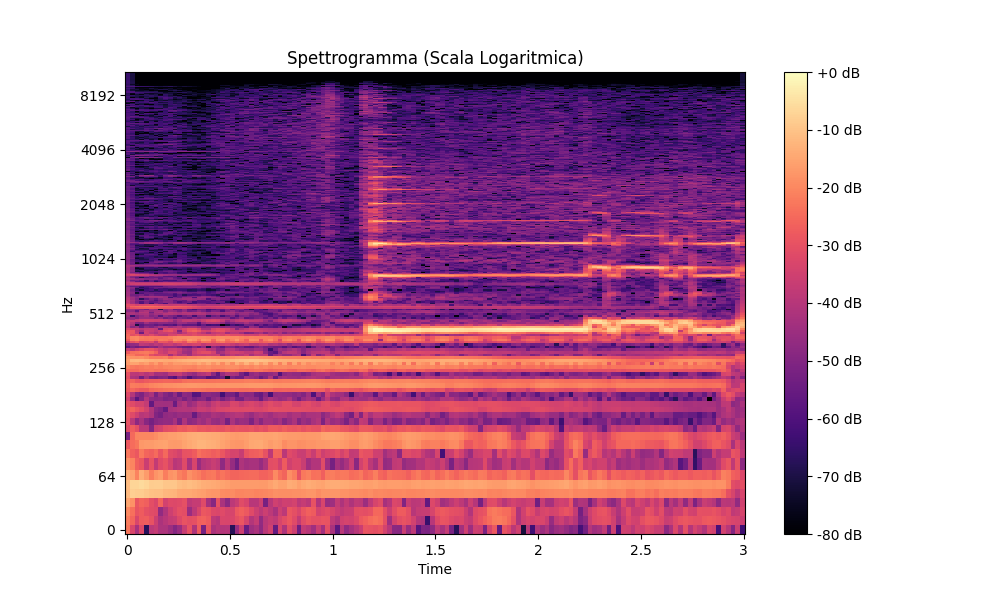 Spettrogramma (Scala Logaritmica)
Hz
8192
4096
2048
1024
512
256
128
64
0
0 0.5 1 1.5 2 2.5 3
Time
+0 dB
-10 dB
-20 dB
-30 dB
-40 dB
-50 dB
-60 dB
-70 dB
-80 dB